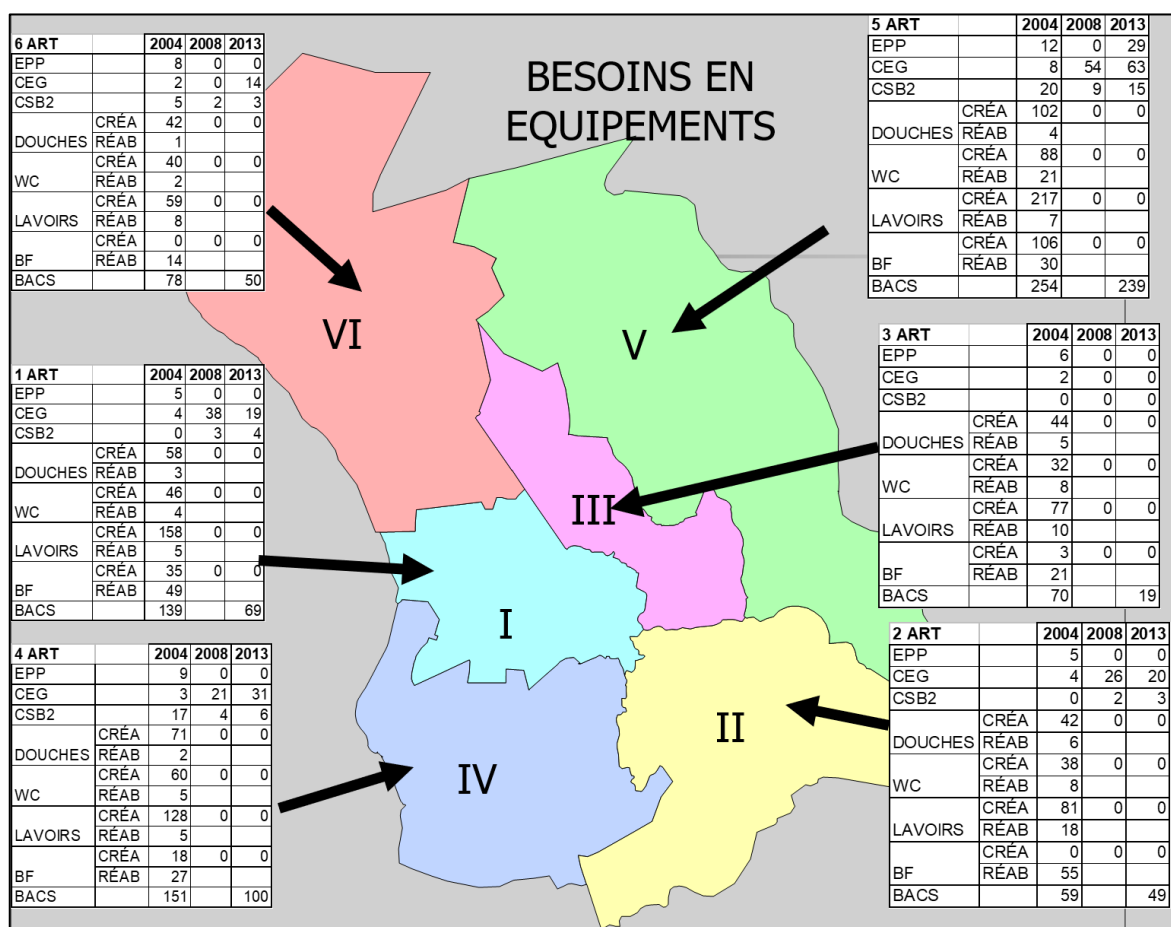 BESOINS EN
EQUIPEMENTS
6 ART 2004 2008 2013
EPP 8 0 0
CEG 2 0 14
CSB2 5 2 3
CRÉA 42 0 0
DOUCHES RÉAB 1
CRÉA 40 0 0
WC RÉAB 2
CRÉA 59 0 0
LAVOIRS RÉAB 8
CRÉA 0 0 0
BF RÉAB 14
BACS 78 50
5 ART 2004 2008 2013
EPP 12 0 29
CEG 8 54 63
CSB2 20 9 15
CRÉA 102 0 0
DOUCHES RÉAB 4
CRÉA 88 0 0
WC RÉAB 21
CRÉA 217 0 0
LAVOIRS RÉAB 7
CRÉA 106 0 0
BF RÉAB 30
BACS 254 239
VI
V
1 ART 2004 2008 2013
EPP 5 0 0
CEG 4 38 19
CSB2 0 3 4
CRÉA 58 0 0
DOUCHES RÉAB 3
CRÉA 46 0 0
WC RÉAB 4
CRÉA 158 0 0
LAVOIRS RÉAB 5
CRÉA 35 0 0
BF RÉAB 49
BACS 139 69
3 ART 2004 2008 2013
EPP 6 0 0
CEG 2 0 0
CSB2 0 0 0
CRÉA 44 0 0
DOUCHES RÉAB 5
CRÉA 32 0 0
WC RÉAB 8
CRÉA 77 0 0
LAVOIRS RÉAB 10
CRÉA 3 0 0
BF RÉAB 21
BACS 70 19
III
I
4 ART 2004 2008 2013
EPP 9 0 0
CEG 3 21 31
CSB2 17 4 6
CRÉA 71 0 0
DOUCHES RÉAB 2
CRÉA 60 0 0
WC RÉAB 5
CRÉA 128 0 0
LAVOIRS RÉAB 5
CRÉA 18 0 0
BF RÉAB 27
BACS 151 100
2 ART 2004 2008 2013
EPP 5 0 0
CEG 4 26 20
CSB2 0 2 3
CRÉA 42 0 0
DOUCHES RÉAB 6
CRÉA 38 0 0
WC RÉAB 8
CRÉA 81 0 0
LAVOIRS RÉAB 18
CRÉA 0 0 0
BF RÉAB 55
BACS 59 49
II
IV